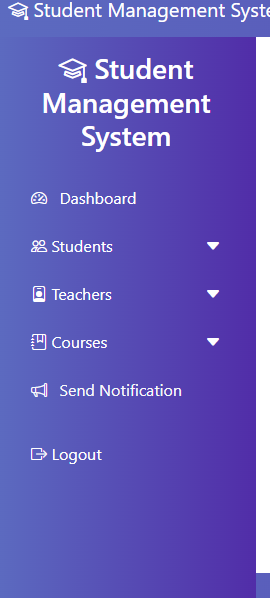 Student Management Syste
Student
Management
System
Dashboard
Students
Teachers
Courses
Send Notification
Logout